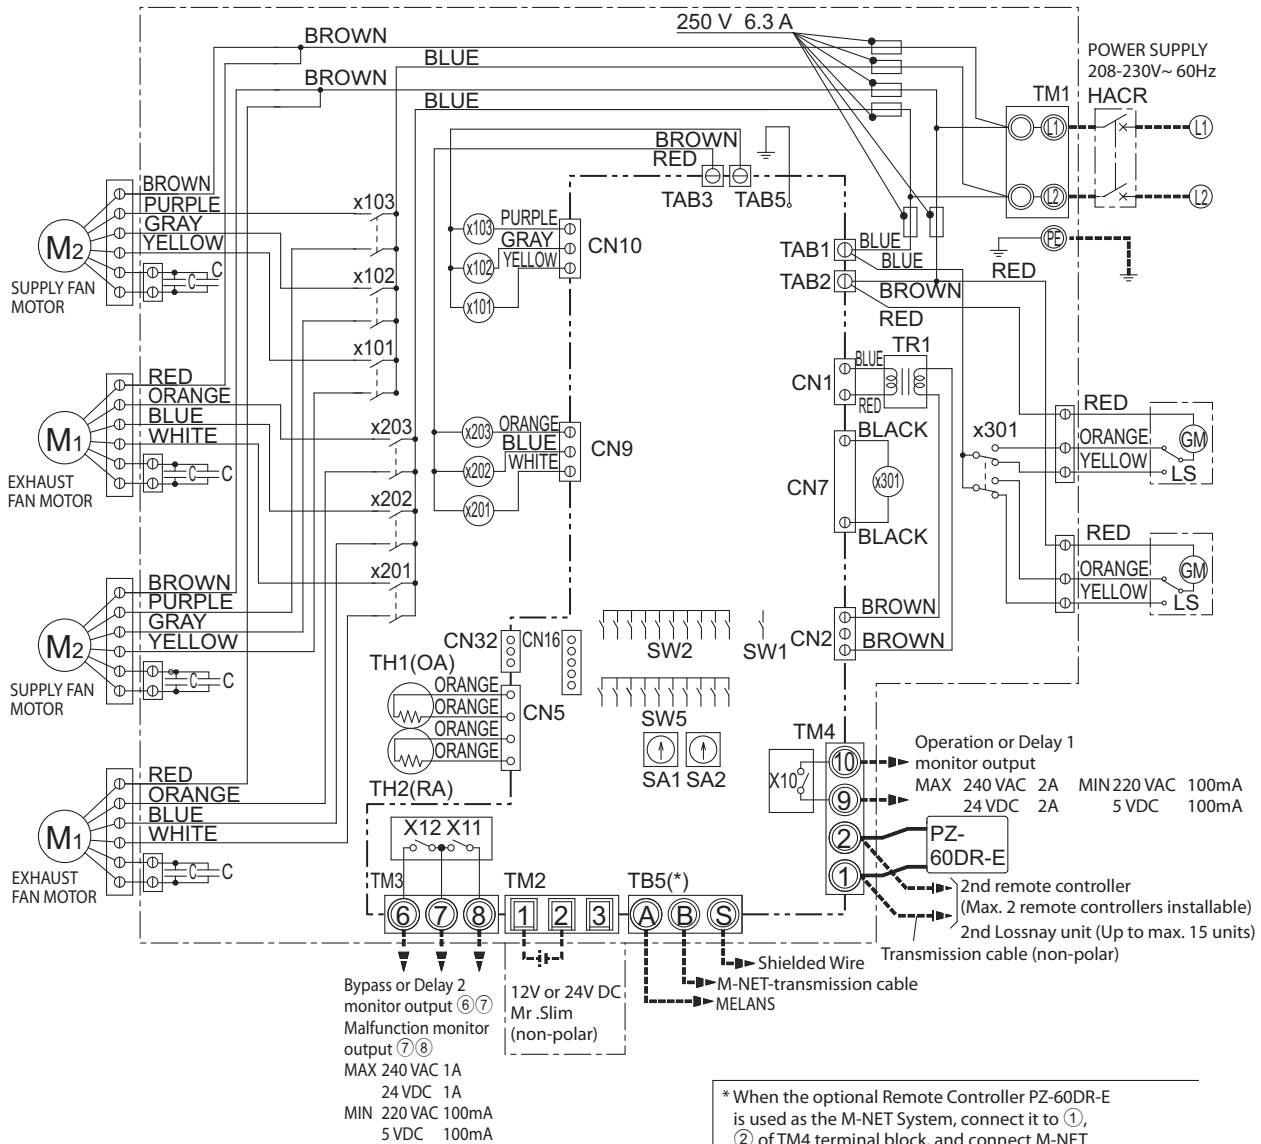 250 V 6.3 A
BROWN
BLUE
BROWN
BLUE
POWER SUPPLY
208-230V~ 60Hz
TM1
HACR
L1
L1
L2
L2
PE
BROWN
RED
TAB3
TAB5
BROWN
PURPLE
GRAY
YELLOW
M2
SUPPLY FAN
MOTOR
C
C
x103
x102
x101
x103
PURPLE
x102
GRAY
x101
YELLOW
CN10
TAB1
BLUE
BLUE
TAB2
BROWN
RED
RED
TR1
CN1
BLUE
RED
RED
ORANGE
BLUE
WHITE
M1
EXHAUST
FAN MOTOR
C
C
x203
x202
x201
x203
ORANGE
x202
BLUE
x201
WHITE
CN9
BLACK
CN7
x301
BLACK
x301
RED
ORANGE
YELLOW
GM
LS
RED
ORANGE
YELLOW
GM
LS
BROWN
PURPLE
GRAY
YELLOW
M2
SUPPLY FAN
MOTOR
C
C
CN32
CN16
SW2
SW1
CN2
BROWN
BROWN
TH1(OA)
ORANGE
ORANGE
ORANGE
ORANGE
CN5
TH2(RA)
SW5
SA1
SA2
RED
ORANGE
BLUE
WHITE
M1
EXHAUST
FAN MOTOR
C
C
TM4
X10
10
9
2
1
Operation or Delay 1
monitor output
MAX 240 VAC 2A MIN 220 VAC 100mA
24 VDC 2A 5 VDC 100mA
PZ-
60DR-E
2nd remote controller
(Max. 2 remote controllers installable)
2nd Lossnay unit (Up to max. 15 units)
Transmission cable (non-polar)
X12 X11
TM3
6 7 8
TM2
1 2 3
TB5(*)
A B S
Shielded Wire
M-NET-transmission cable
MELANS
Bypass or Delay 2
monitor output ⑥⑦
Malfunction monitor
output ⑦⑧
MAX 240 VAC 1A
24 VDC 1A
MIN 220 VAC 100mA
5 VDC 100mA
12V or 24V DC
Mr .Slim
(non-polar)
* When the optional Remote Controller PZ-60DR-E
is used as the M-NET System, connect it to ①,
② of TM4 terminal block, and connect M-NET